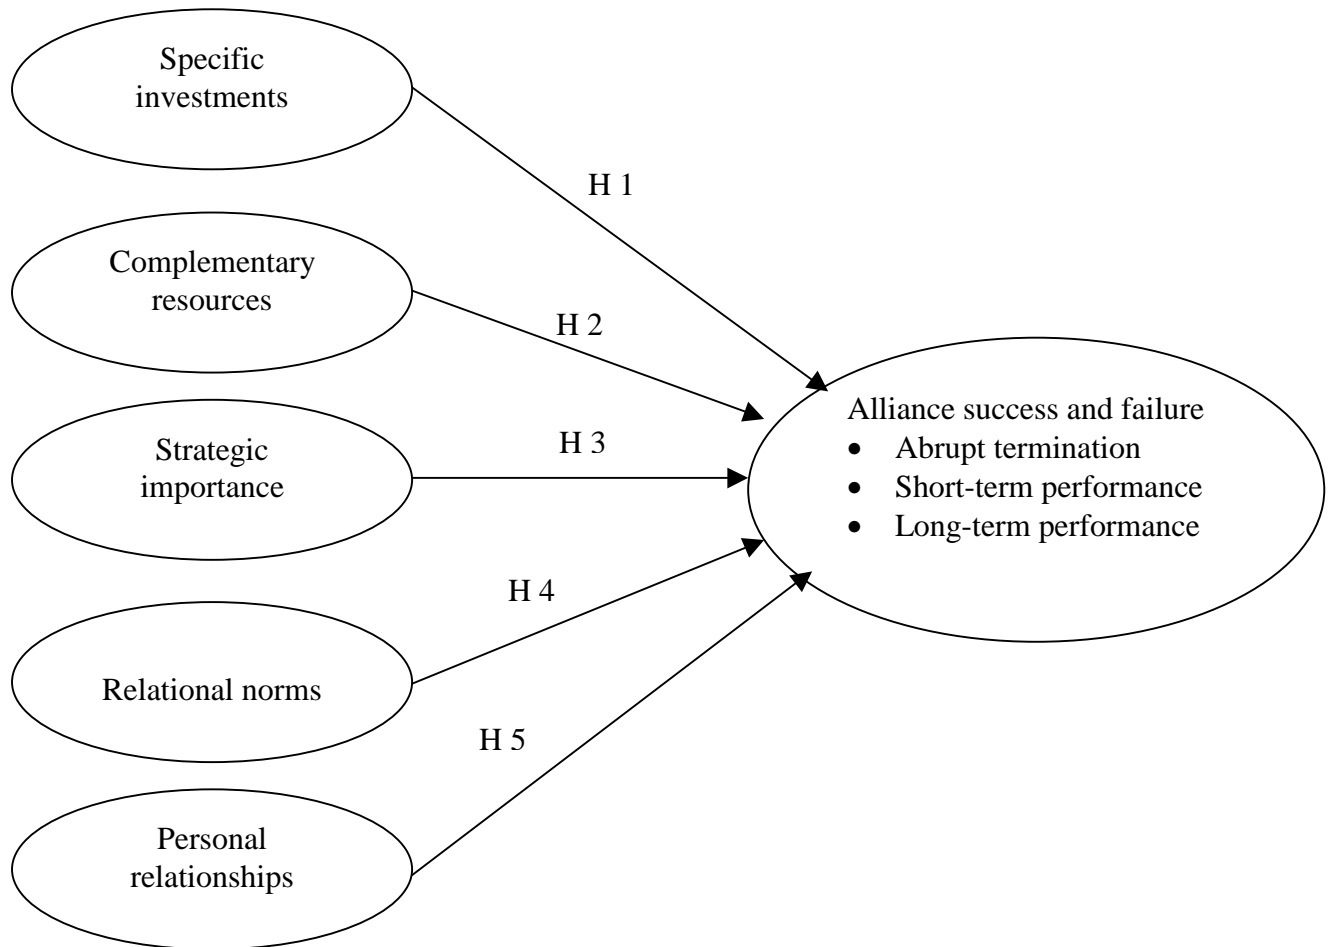 Specific
investments
H 1
Complementary
resources
H 2
Strategic
importance
H 3
Alliance success and failure
• Abrupt termination
• Short-term performance
• Long-term performance
H 4
Relational norms
H 5
Personal
relationships